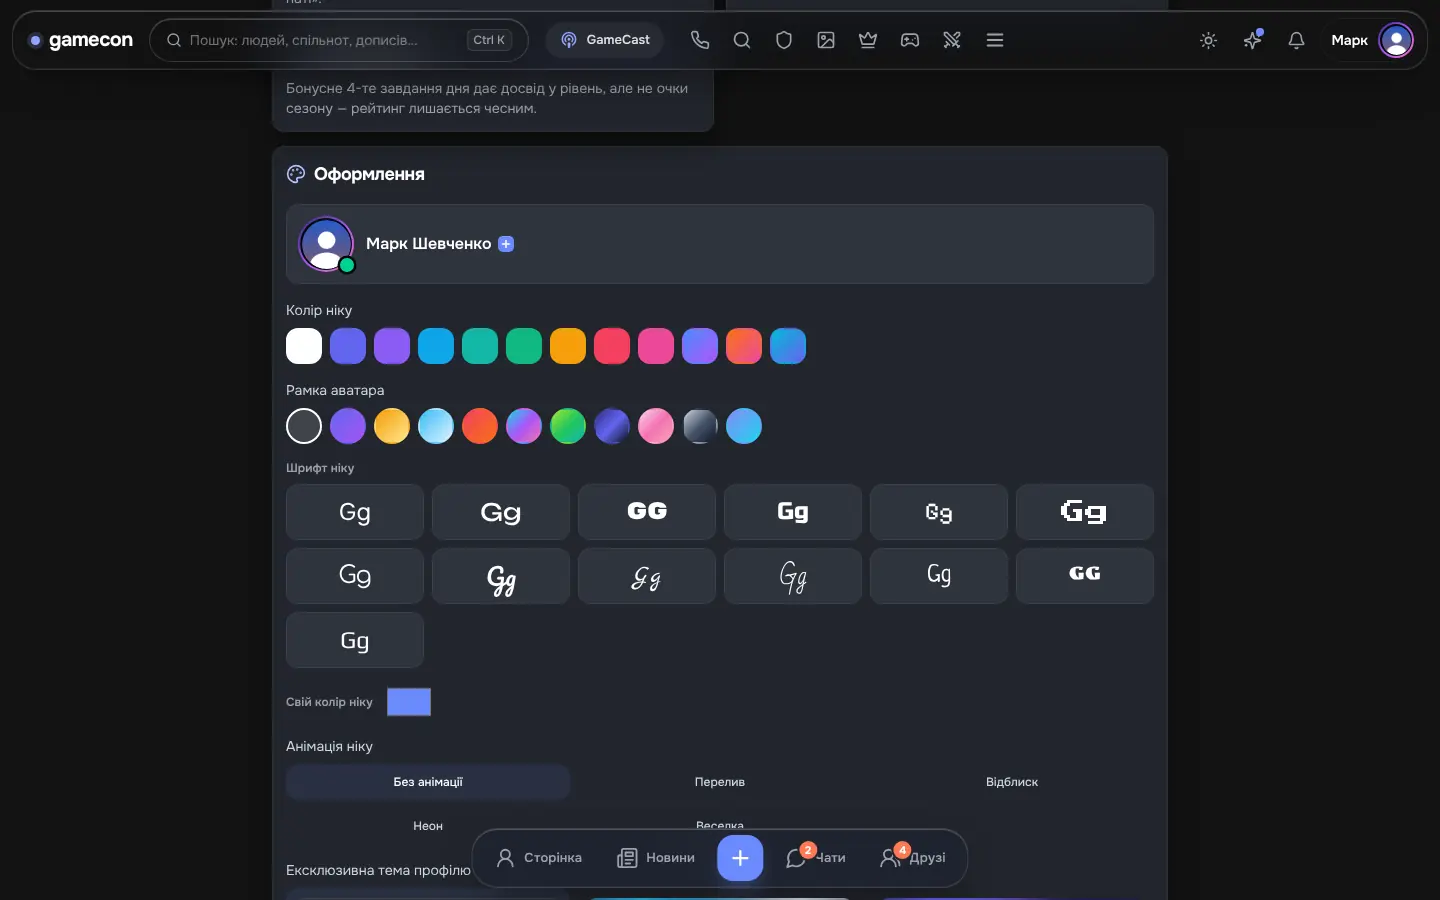 gamecon
Пошук: людей, спільнот, дописів...
Ctrl K
GameCast
Марк
Бонусне 4-те завдання дня дає досвід у рівень, але не очки
сезону — рейтинг лишається чесним.
Оформлення
Марк Шевченко
Колір ніку
Рамка аватара
Шрифт ніку
Gg Gg GG Gg Gg Gg
Gg Gg Gg Gg Gg GG
Gg
Свій колір ніку
Анімація ніку
Без анімації Перелив Відблиск
Неон Веселка
Сторінка Новини 2 Чати 4 Друзі
Ексклюзивна тема профілю